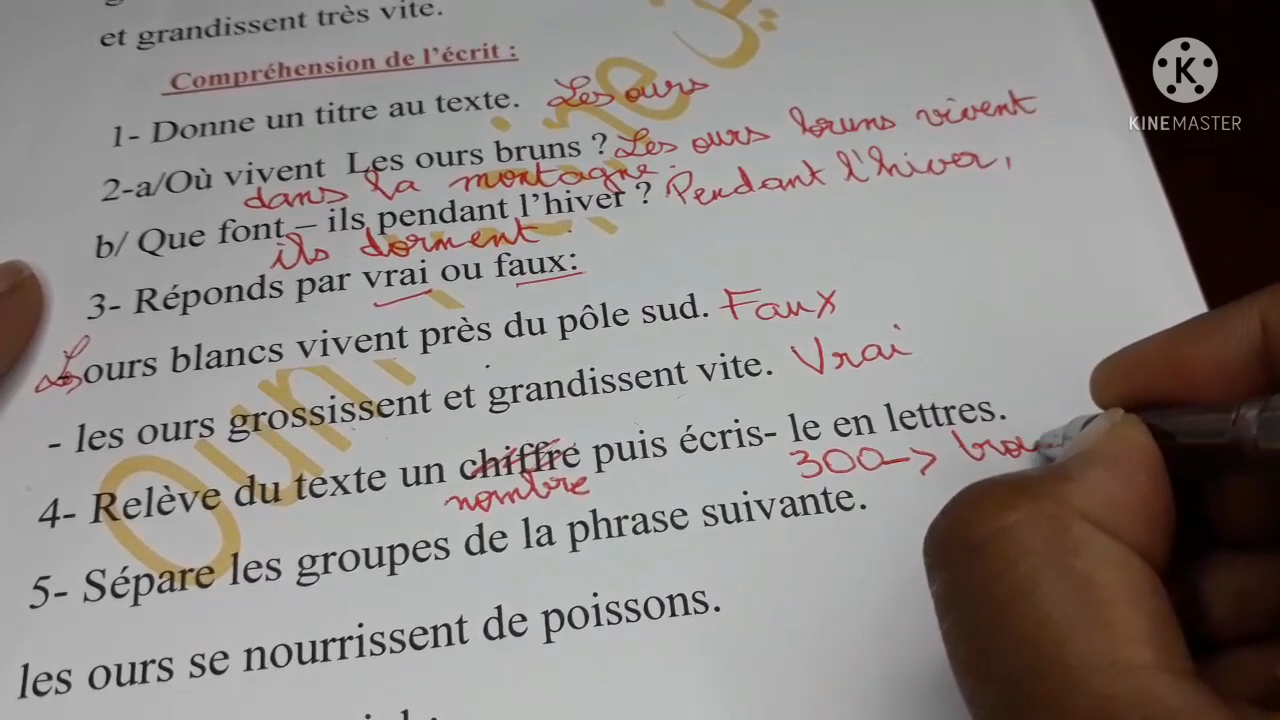 et grandissent très vite.
Compréhension de l'écrit :
1- Donne un titre au texte. Les ours
2-a/Où vivent Les ours bruns ? Les ours bruns vivent
dans la montagne.
b/ Que font – ils pendant l'hiver ? Pendant l'hiver,
ils dorment.
3- Réponds par vrai ou faux:
Les ours blancs vivent près du pôle sud. Faux
- les ours grossissent et grandissent vite. Vrai
4- Relève du texte un chiffre puis écris- le en lettres.
nombre 300->
5- Sépare les groupes de la phrase suivante.
les ours se nourrissent de poissons.
KINEMASTER